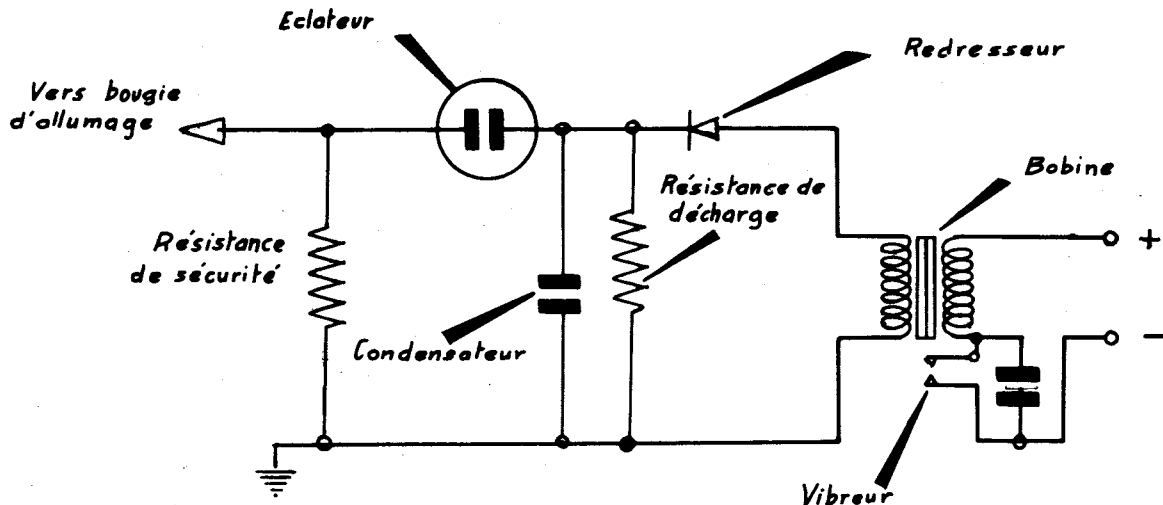 Eclateur
Redresseur
Vers bougie
d'allumage
Bobine
Résistance de
décharge
Résistance
de sécurité
+
Condensateur
-
Vibreur